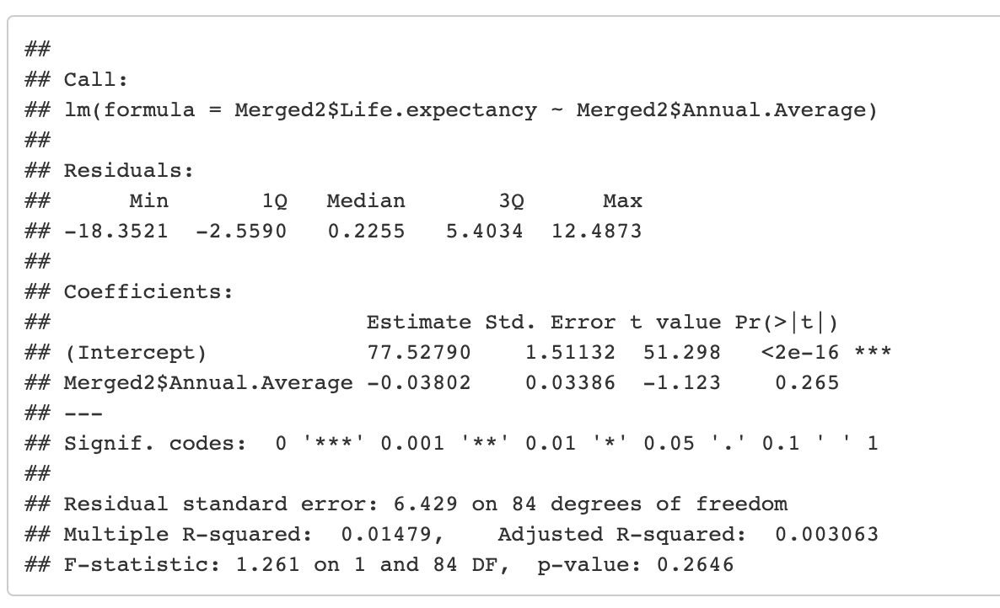 ##
## Call:
## lm(formula = Merged2$Life.expectancy ~ Merged2$Annual.Average)
##
## Residuals:
##      Min       1Q   Median       3Q      Max
## -18.3521  -2.5590   0.2255   5.4034  12.4873
##
## Coefficients:
##                        Estimate Std. Error t value Pr(>|t|)
## (Intercept)            77.52790    1.51132  51.298   <2e-16 ***
## Merged2$Annual.Average -0.03802    0.03386  -1.123    0.265
## ---
## Signif. codes:  0 '***' 0.001 '**' 0.01 '*' 0.05 '.' 0.1 ' ' 1
##
## Residual standard error: 6.429 on 84 degrees of freedom
## Multiple R-squared:  0.01479,    Adjusted R-squared:  0.003063
## F-statistic: 1.261 on 1 and 84 DF,  p-value: 0.2646